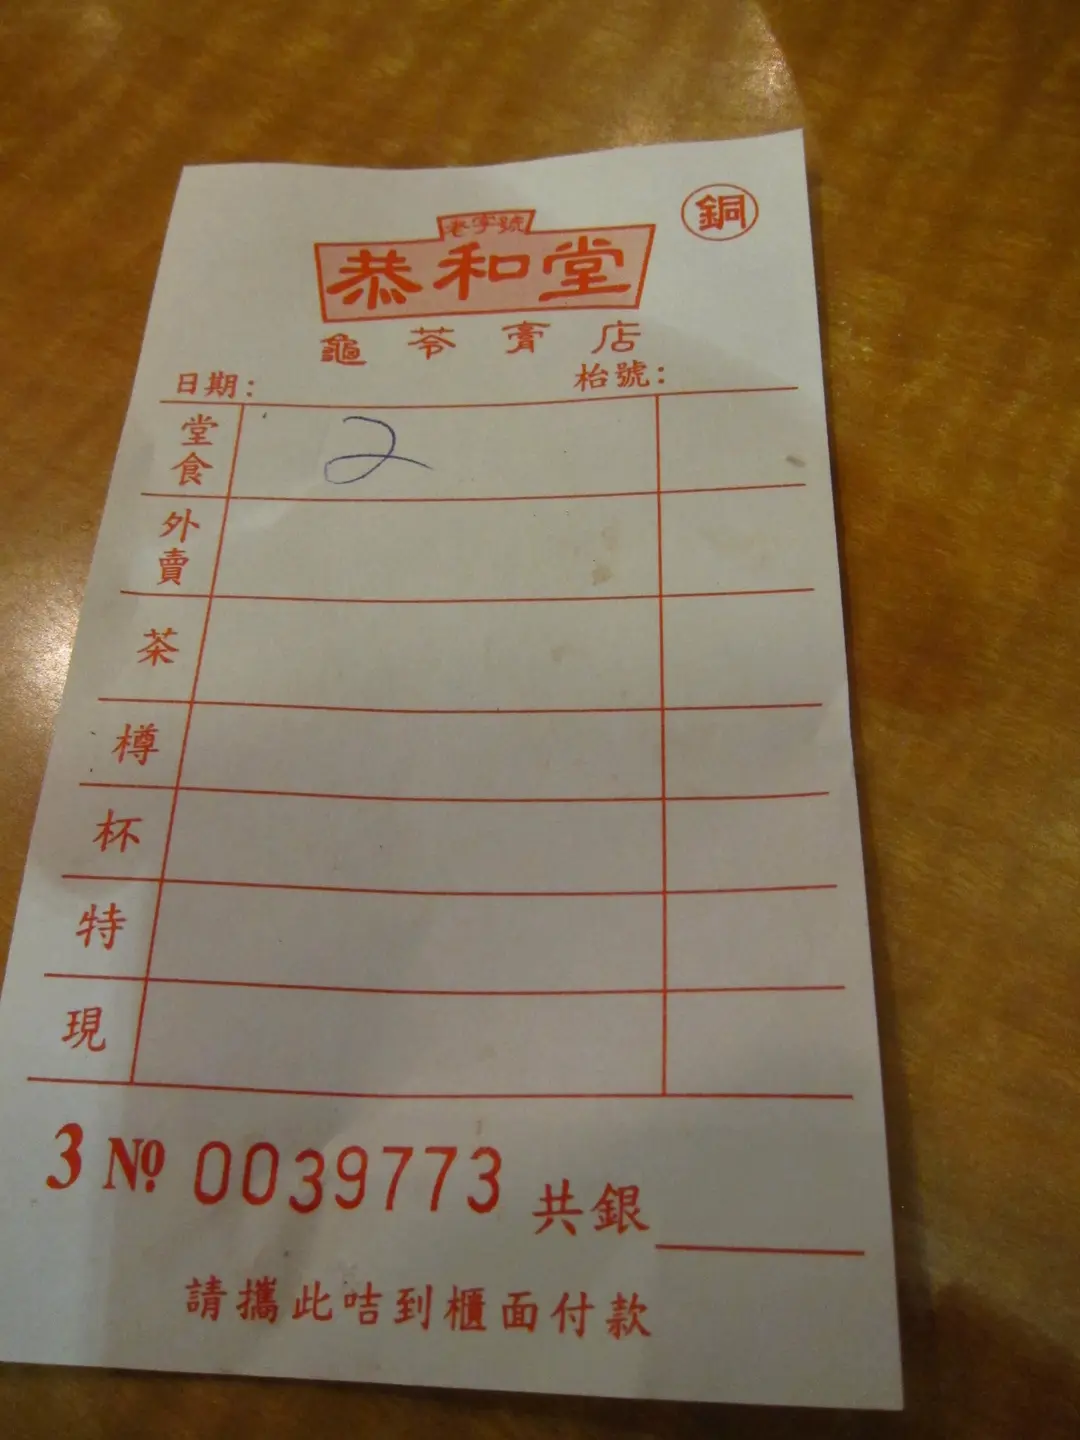 銅
老字號
恭和堂
龜苓膏店
日期： 枱號：
堂食 2
外賣
茶
樽
杯
特
現
3 Nº 0039773 共銀
請攜此咭到櫃面付款